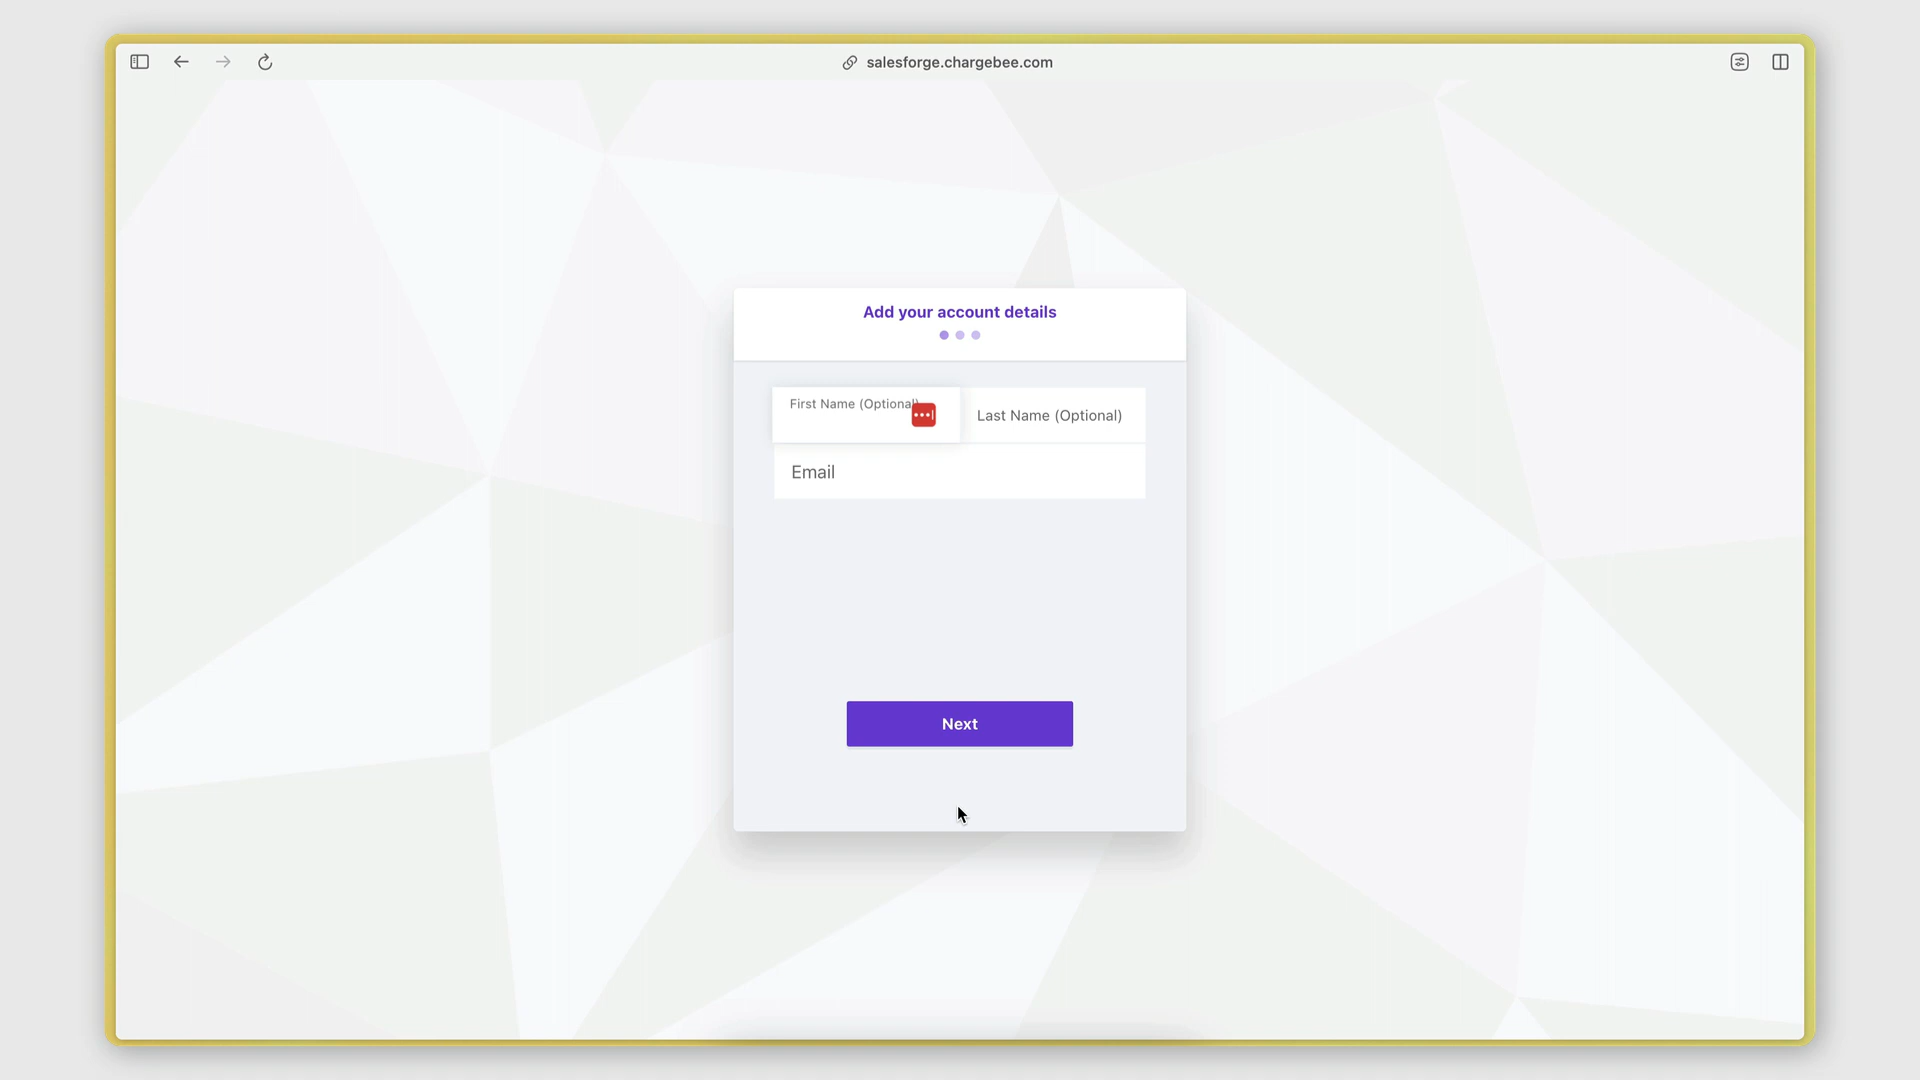 salesforge.chargebee.com
Add your account details
First Name (Optional)
Last Name (Optional)
Email
Next